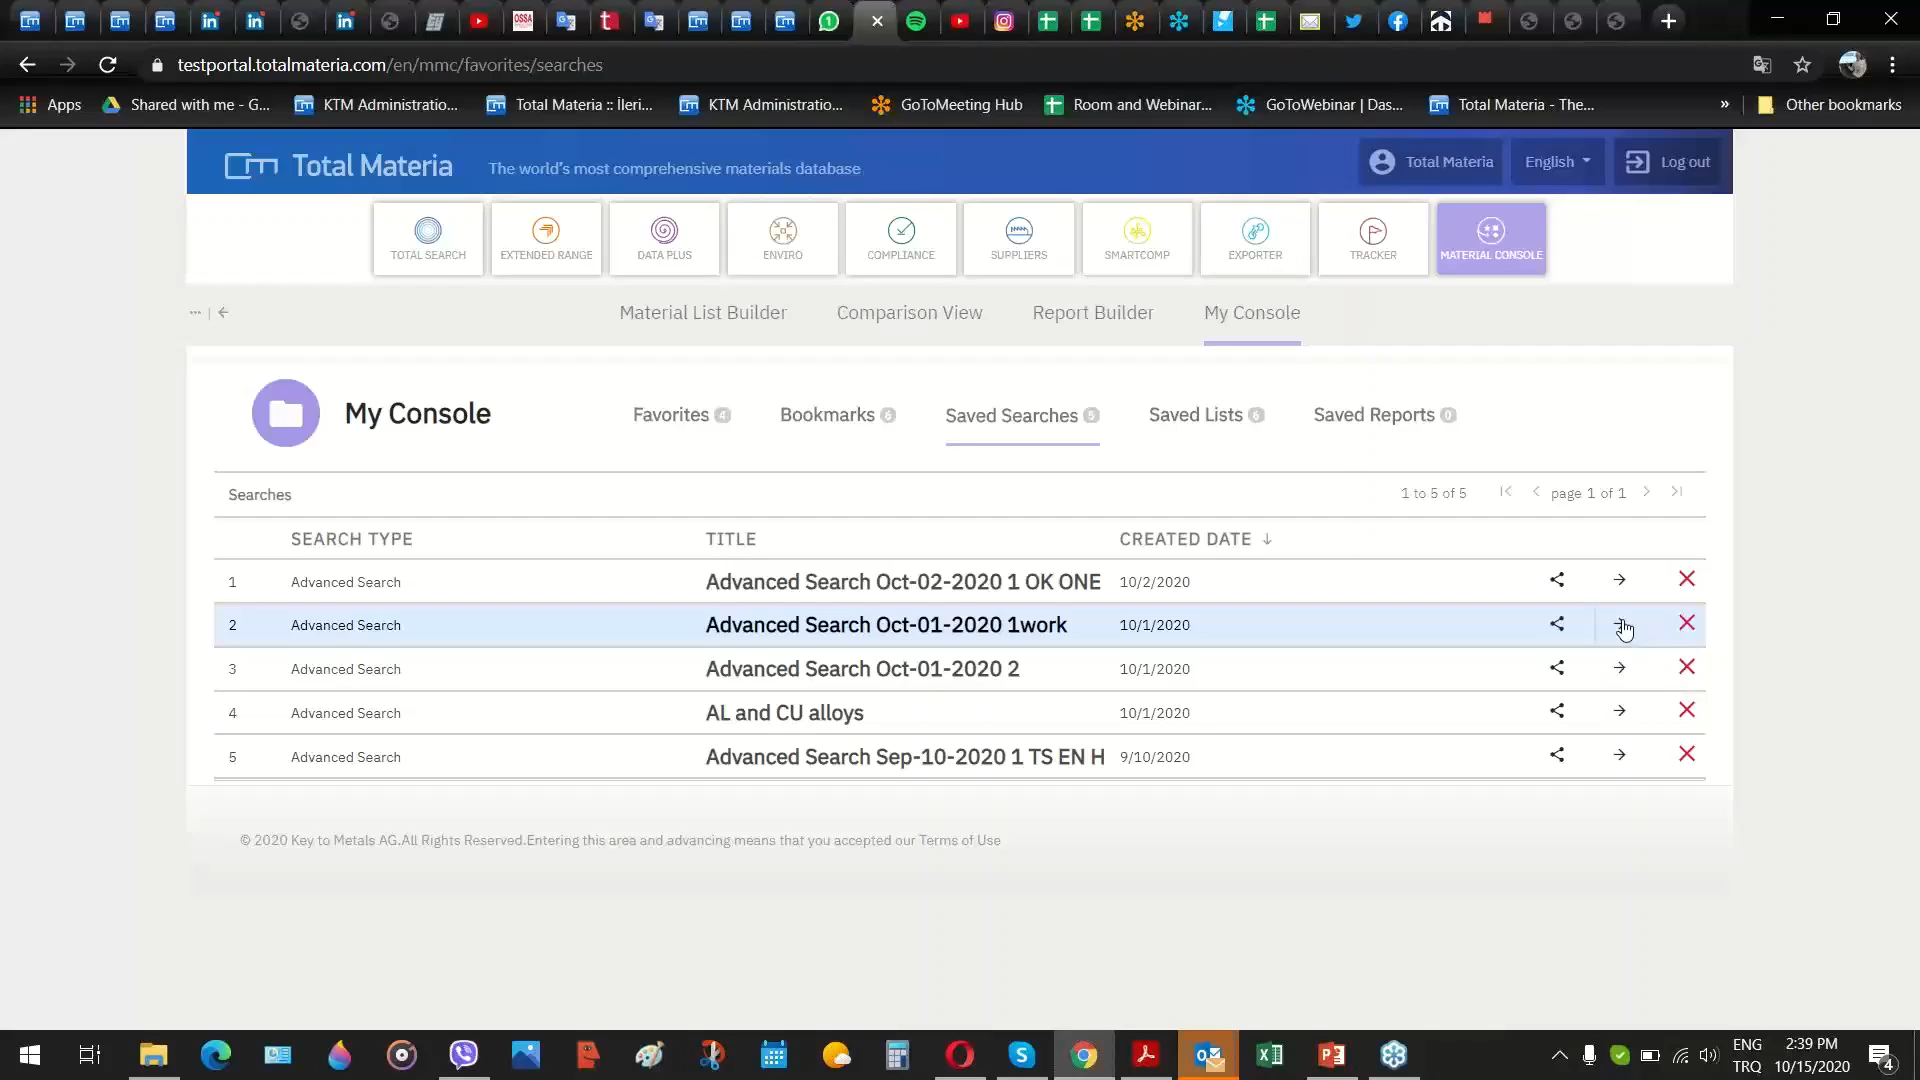 testportal.totalmateria.com/en/mmc/favorites/searches
Apps
Shared with me - G...
KTM Administratio...
Total Materia :: İleri...
KTM Administratio...
GoToMeeting Hub
Room and Webinar...
GoToWebinar | Das...
Total Materia - The...
»
Other bookmarks
Total Materia
The world's most comprehensive materials database
Total Materia
English
Log out
TOTAL SEARCH
EXTENDED RANGE
DATA PLUS
ENVIRO
COMPLIANCE
SUPPLIERS
SMARTCOMP
EXPORTER
TRACKER
MATERIAL CONSOLE
Material List Builder
Comparison View
Report Builder
My Console
My Console
Favorites 4
Bookmarks 6
Saved Searches 5
Saved Lists 6
Saved Reports 0
Searches
1 to 5 of 5
page 1 of 1
SEARCH TYPE TITLE CREATED DATE ↓
1 Advanced Search Advanced Search Oct-02-2020 1 OK ONE 10/2/2020
2 Advanced Search Advanced Search Oct-01-2020 1work 10/1/2020
3 Advanced Search Advanced Search Oct-01-2020 2 10/1/2020
4 Advanced Search AL and CU alloys 10/1/2020
5 Advanced Search Advanced Search Sep-10-2020 1 TS EN H 9/10/2020
© 2020 Key to Metals AG.All Rights Reserved.Entering this area and advancing means that you accepted our Terms of Use
ENG
TRQ
2:39 PM
10/15/2020
4